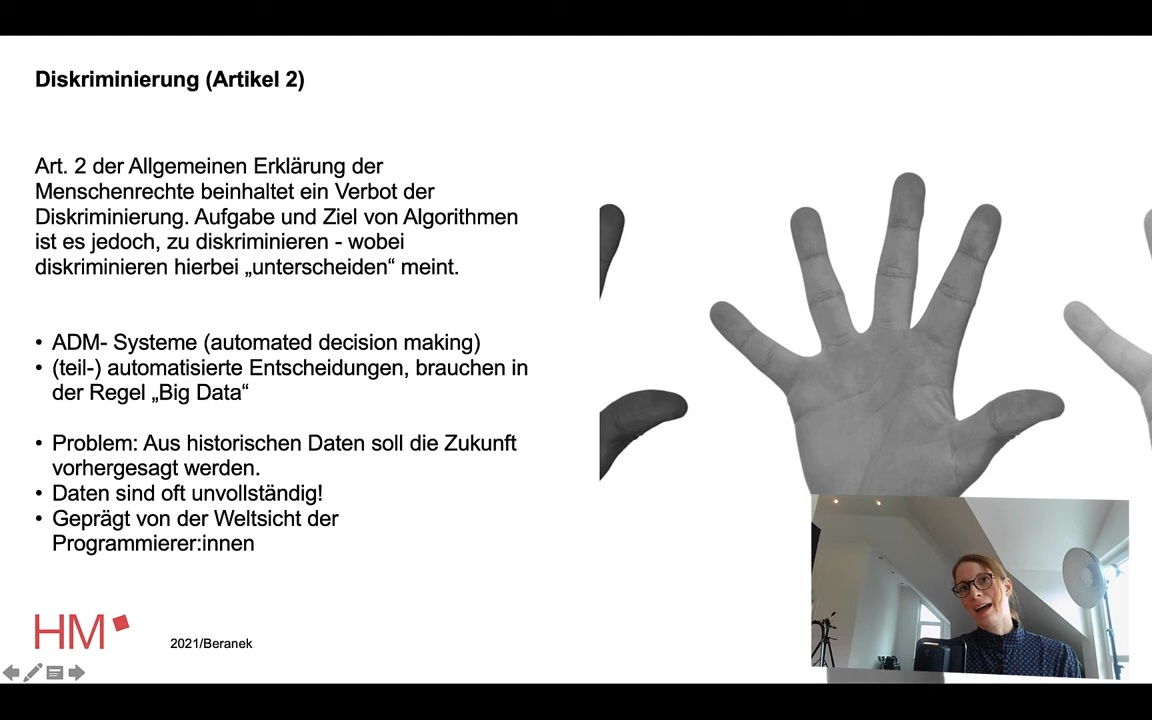 Diskriminierung (Artikel 2)
Art. 2 der Allgemeinen Erklärung der
Menschenrechte beinhaltet ein Verbot der
Diskriminierung. Aufgabe und Ziel von Algorithmen
ist es jedoch, zu diskriminieren - wobei
diskriminieren hierbei „unterscheiden“ meint.
• ADM- Systeme (automated decision making)
• (teil-) automatisierte Entscheidungen, brauchen in
der Regel „Big Data“
• Problem: Aus historischen Daten soll die Zukunft
vorhergesagt werden.
• Daten sind oft unvollständig!
• Geprägt von der Weltsicht der
Programmierer:innen
HM
2021/Beranek